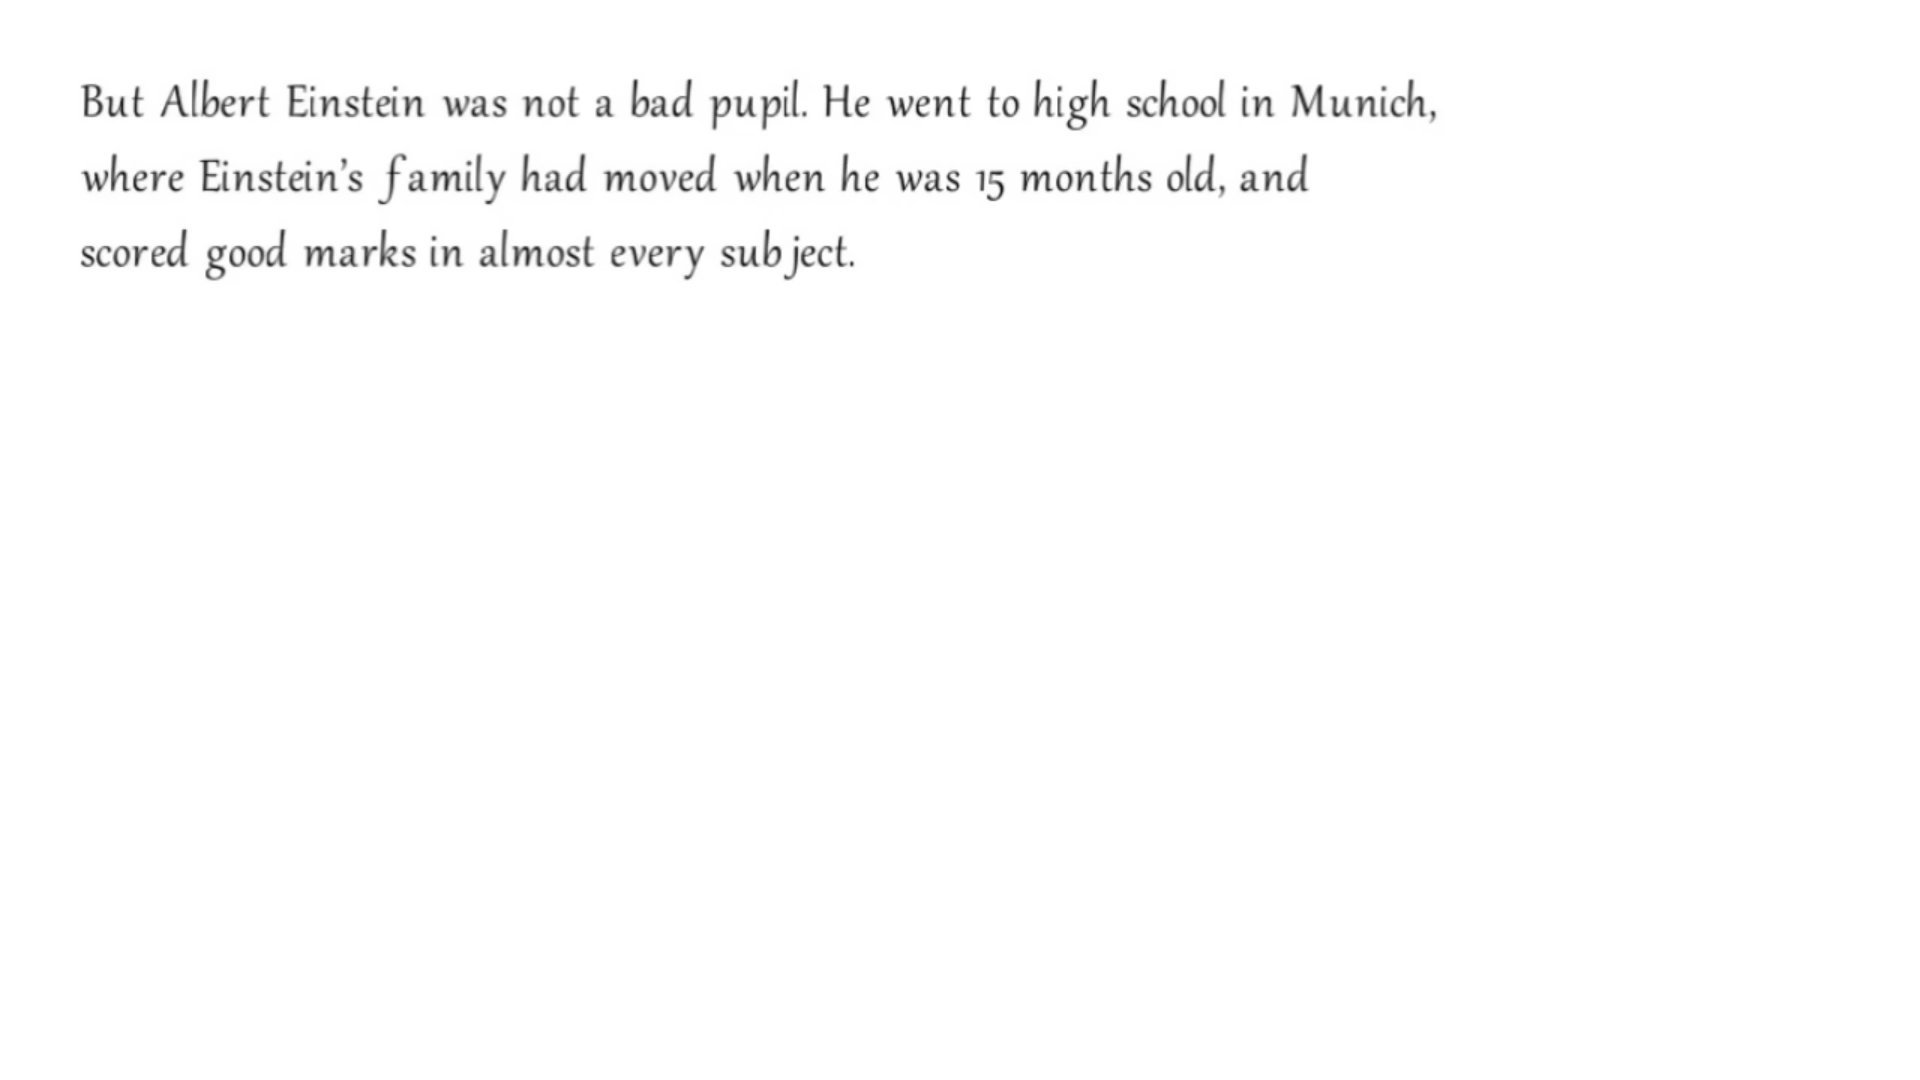 But Albert Einstein was not a bad pupil. He went to high school in Munich,
where Einstein’s family had moved when he was 15 months old, and
scored good marks in almost every subject.